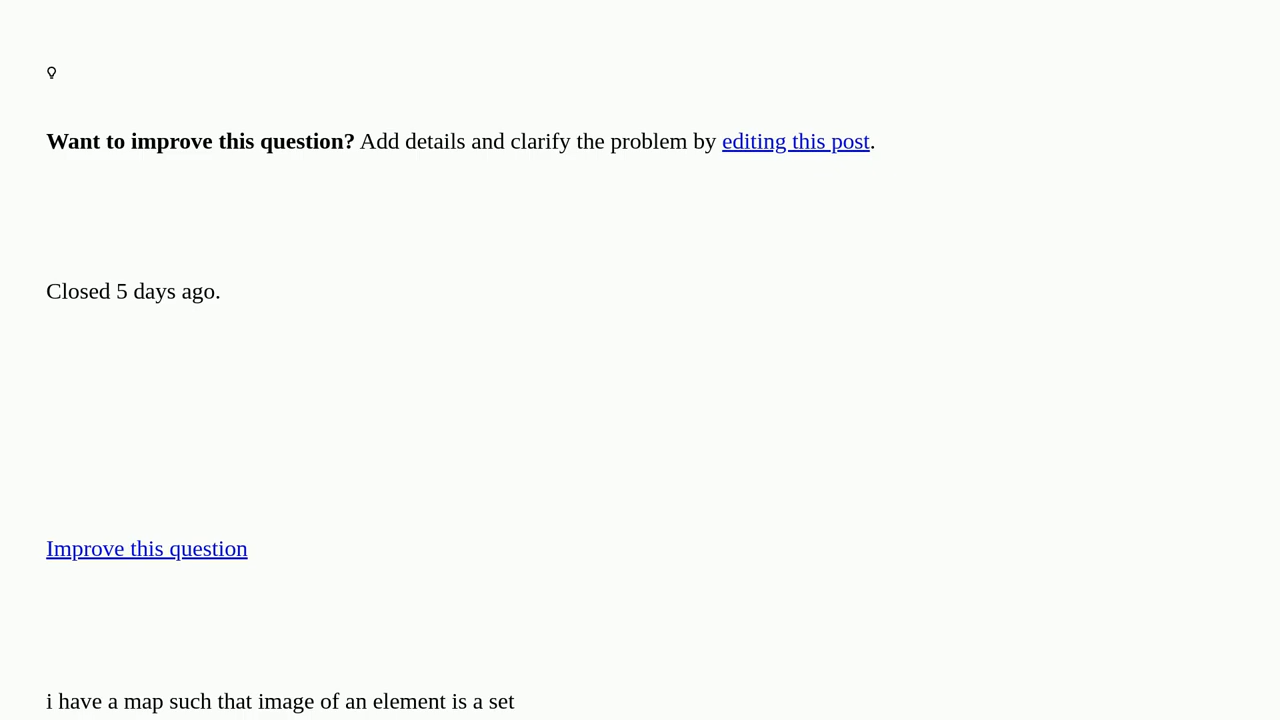 Want to improve this question? Add details and clarify the problem by editing this post.
Closed 5 days ago.
Improve this question
i have a map such that image of an element is a set